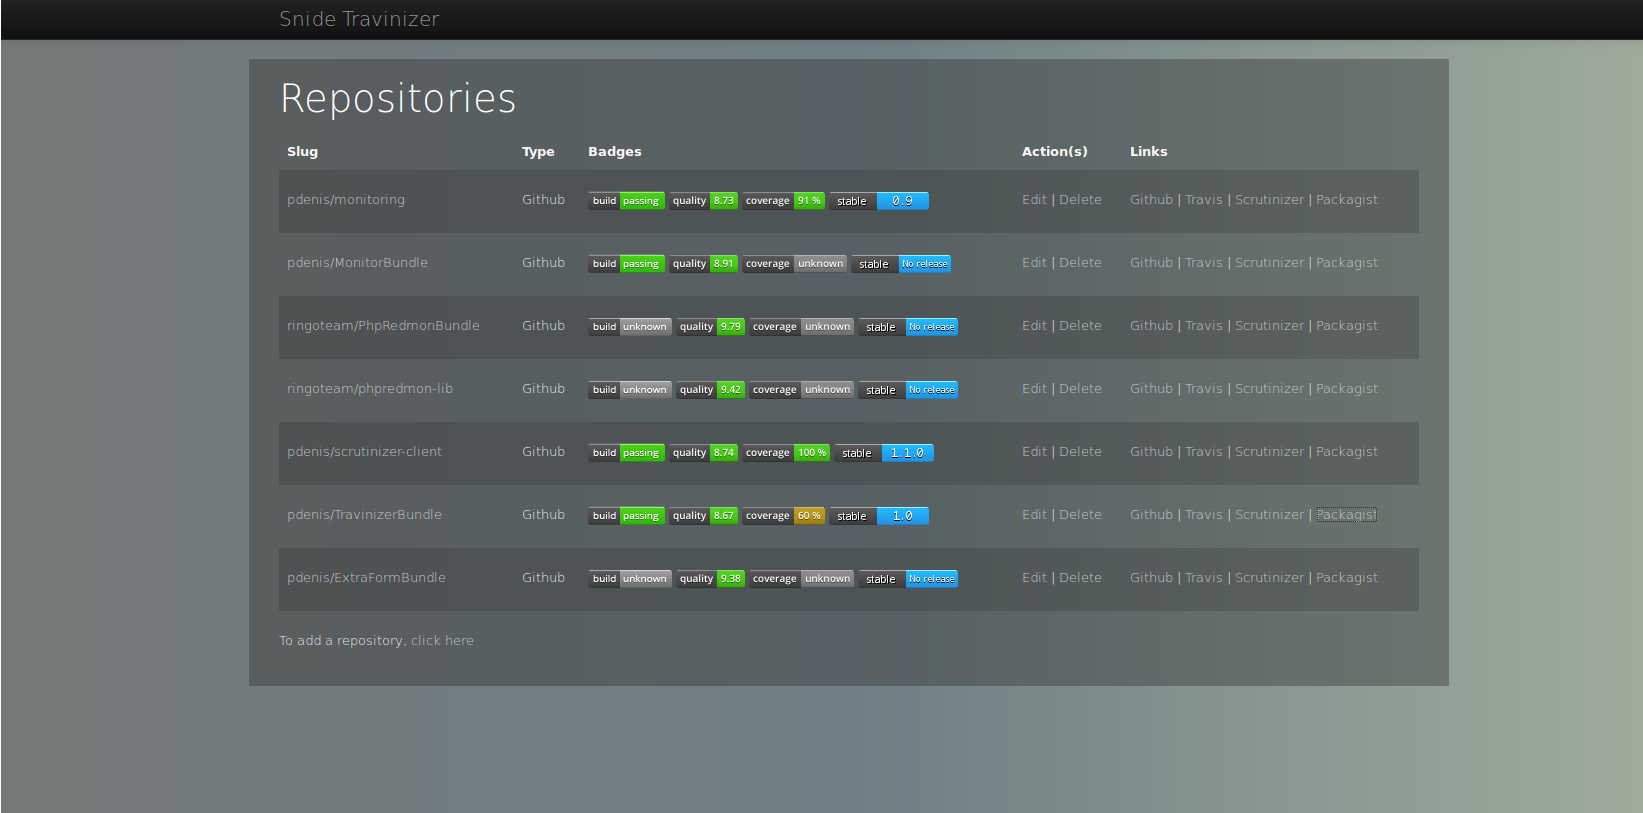 Snide Travinizer
Repositories
Slug Type Badges Action(s) Links
pdenis/monitoring Github build passing quality 8.73 coverage 91 % stable 0.9 Edit | Delete Github | Travis | Scrutinizer | Packagist
pdenis/MonitorBundle Github build passing quality 8.91 coverage unknown stable No release Edit | Delete Github | Travis | Scrutinizer | Packagist
ringoteam/PhpRedmonBundle Github build unknown quality 9.79 coverage unknown stable No release Edit | Delete Github | Travis | Scrutinizer | Packagist
ringoteam/phpredmon-lib Github build unknown quality 9.42 coverage unknown stable No release Edit | Delete Github | Travis | Scrutinizer | Packagist
pdenis/scrutinizer-client Github build passing quality 8.74 coverage 100 % stable 1.1.0 Edit | Delete Github | Travis | Scrutinizer | Packagist
pdenis/TravinizerBundle Github build passing quality 8.67 coverage 60 % stable 1.0 Edit | Delete Github | Travis | Scrutinizer | Packagist
pdenis/ExtraFormBundle Github build unknown quality 9.38 coverage unknown stable No release Edit | Delete Github | Travis | Scrutinizer | Packagist
To add a repository, click here